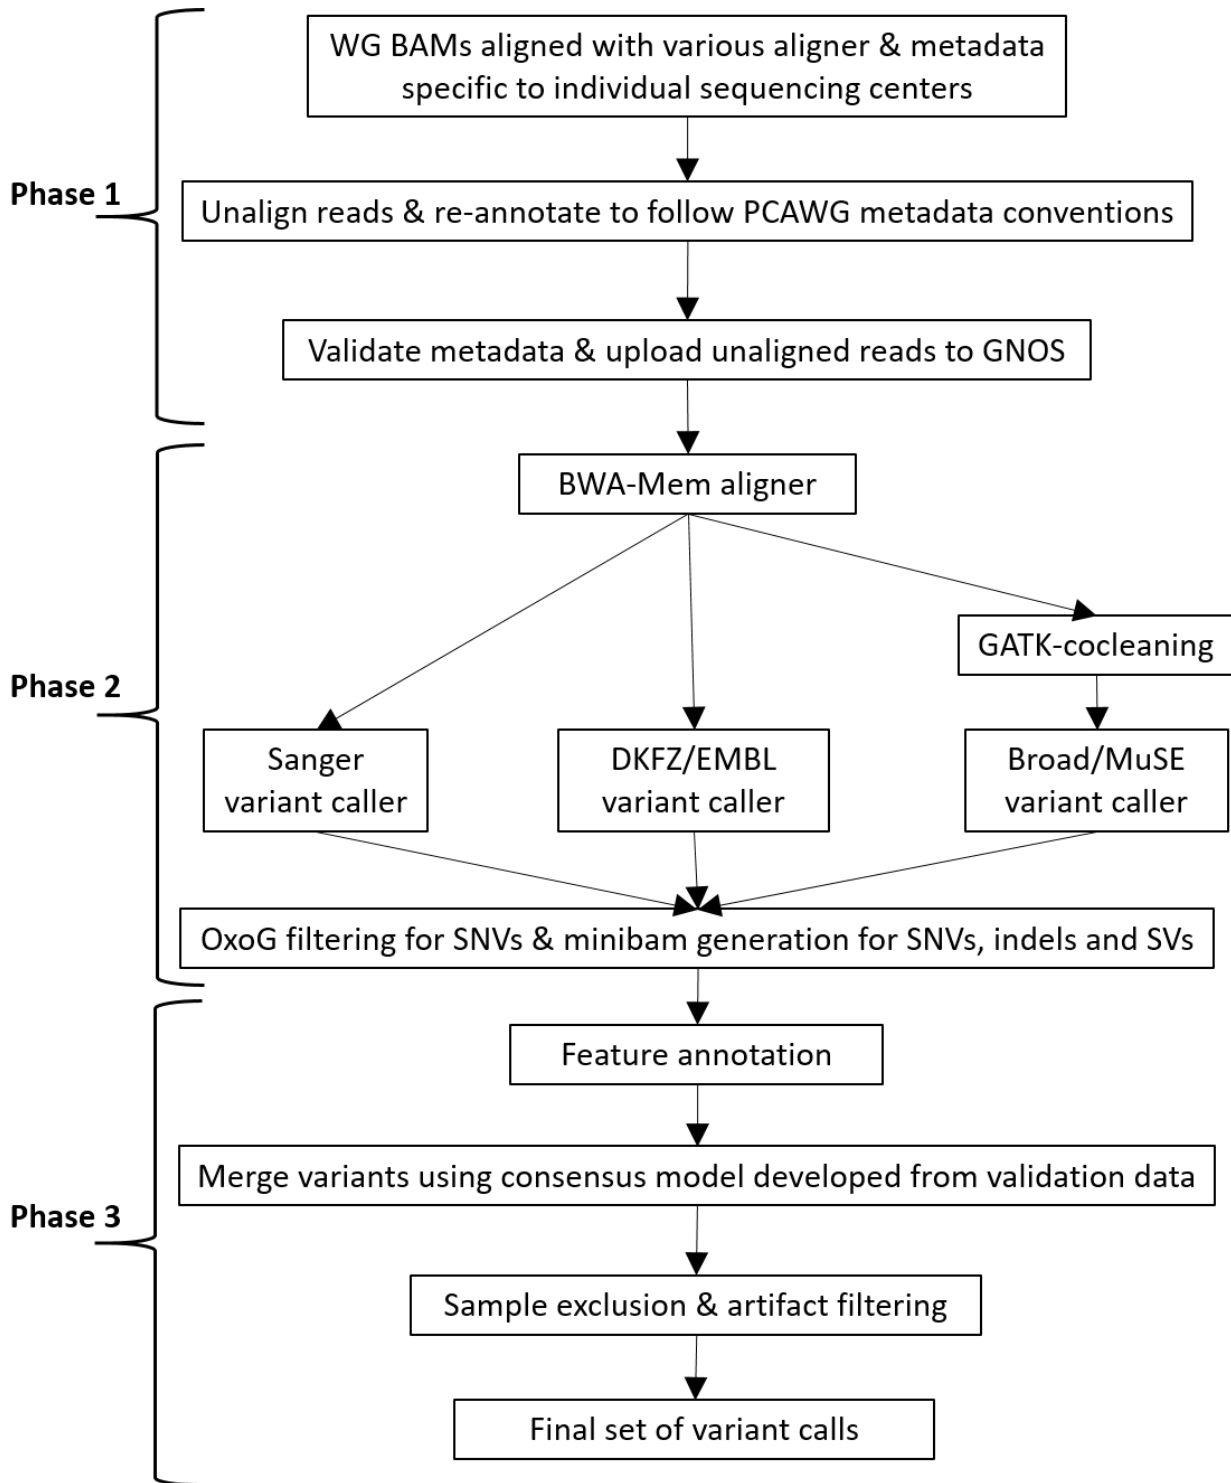 WG BAMs aligned with various aligner & metadata
specific to individual sequencing centers
Phase 1
Unalign reads & re-annotate to follow PCAWG metadata conventions
Validate metadata & upload unaligned reads to GNOS
BWA-Mem aligner
GATK-cocleaning
Phase 2
Sanger
variant caller
DKFZ/EMBL
variant caller
Broad/MuSE
variant caller
OxoG filtering for SNVs & minibam generation for SNVs, indels and SVs
Feature annotation
Merge variants using consensus model developed from validation data
Phase 3
Sample exclusion & artifact filtering
Final set of variant calls